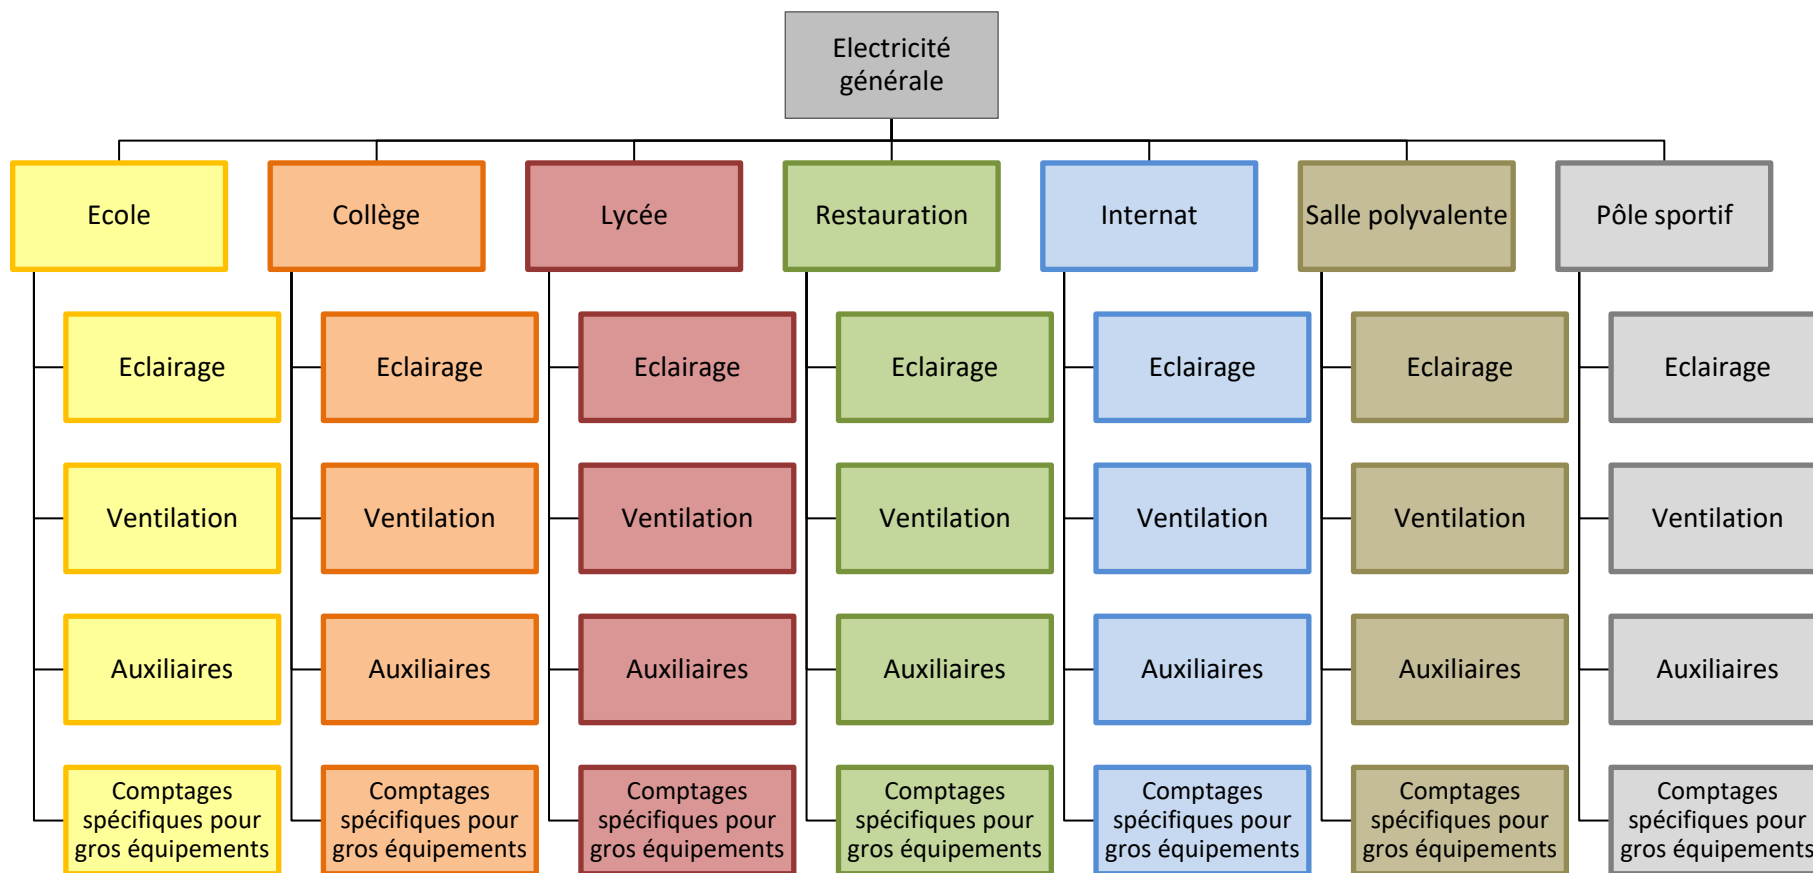 Electricité
générale
Ecole
Collège
Lycée
Restauration
Internat
Salle polyvalente
Pôle sportif
Eclairage
Eclairage
Eclairage
Eclairage
Eclairage
Eclairage
Eclairage
Ventilation
Ventilation
Ventilation
Ventilation
Ventilation
Ventilation
Ventilation
Auxiliaires
Auxiliaires
Auxiliaires
Auxiliaires
Auxiliaires
Auxiliaires
Auxiliaires
Comptages
spécifiques pour
gros équipements
Comptages
spécifiques pour
gros équipements
Comptages
spécifiques pour
gros équipements
Comptages
spécifiques pour
gros équipements
Comptages
spécifiques pour
gros équipements
Comptages
spécifiques pour
gros équipements
Comptages
spécifiques pour
gros équipements